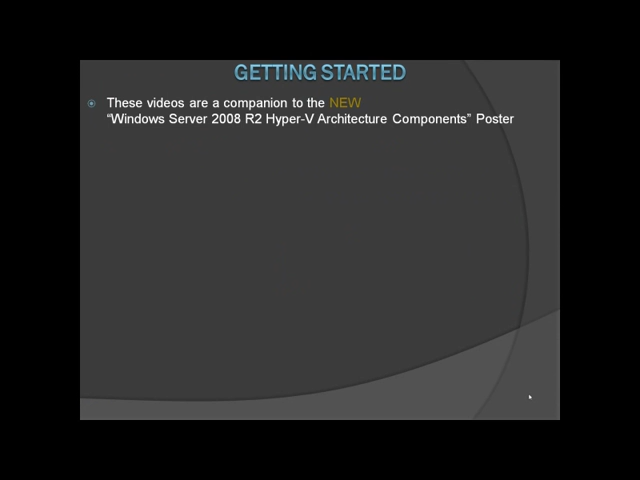 GETTING STARTED
These videos are a companion to the NEW
“Windows Server 2008 R2 Hyper-V Architecture Components” Poster